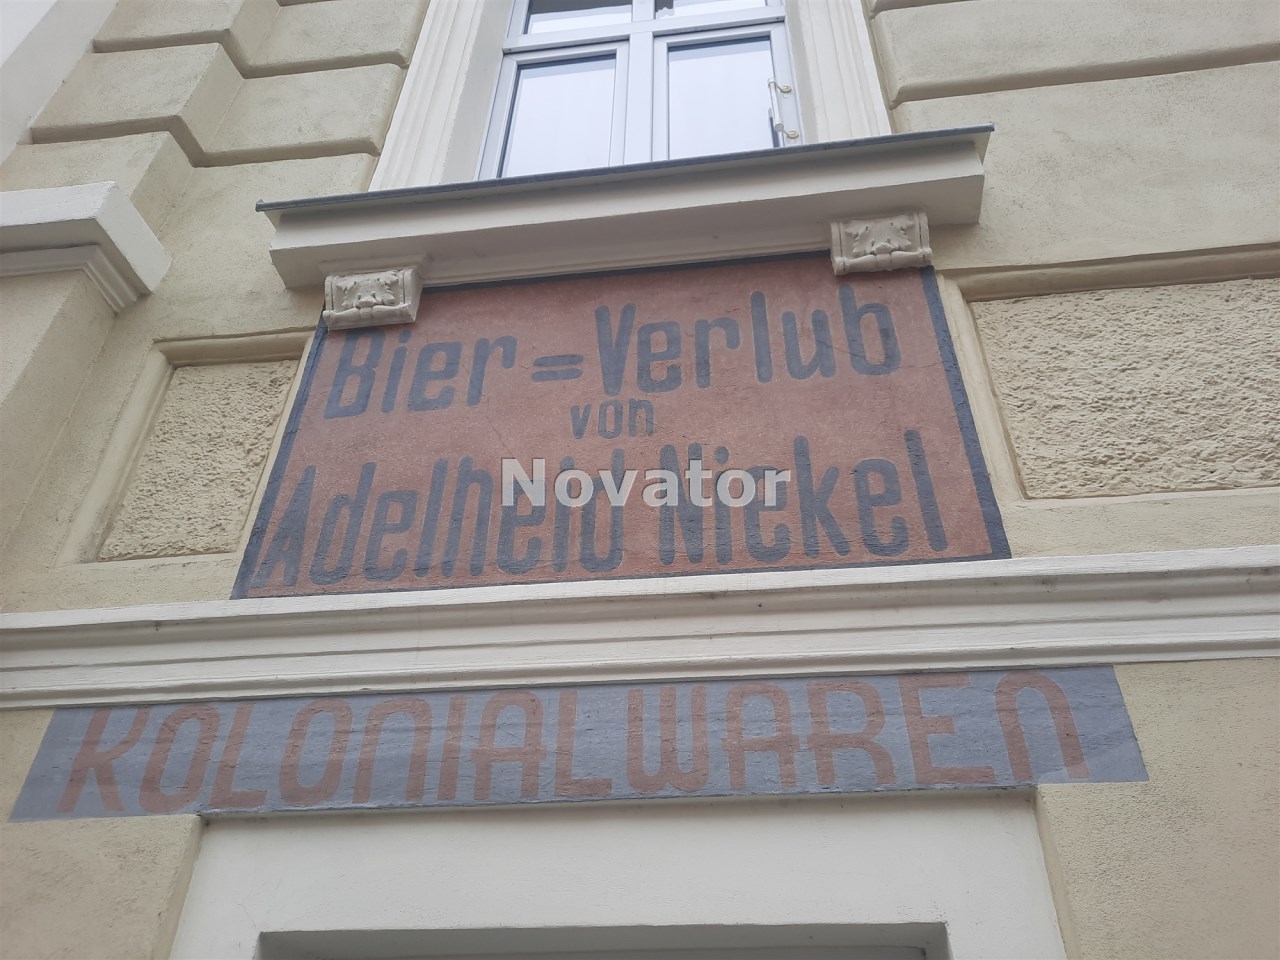 Bier=Verlub
von
Adelheid Nickel
Novator
KOLONIALWAREN